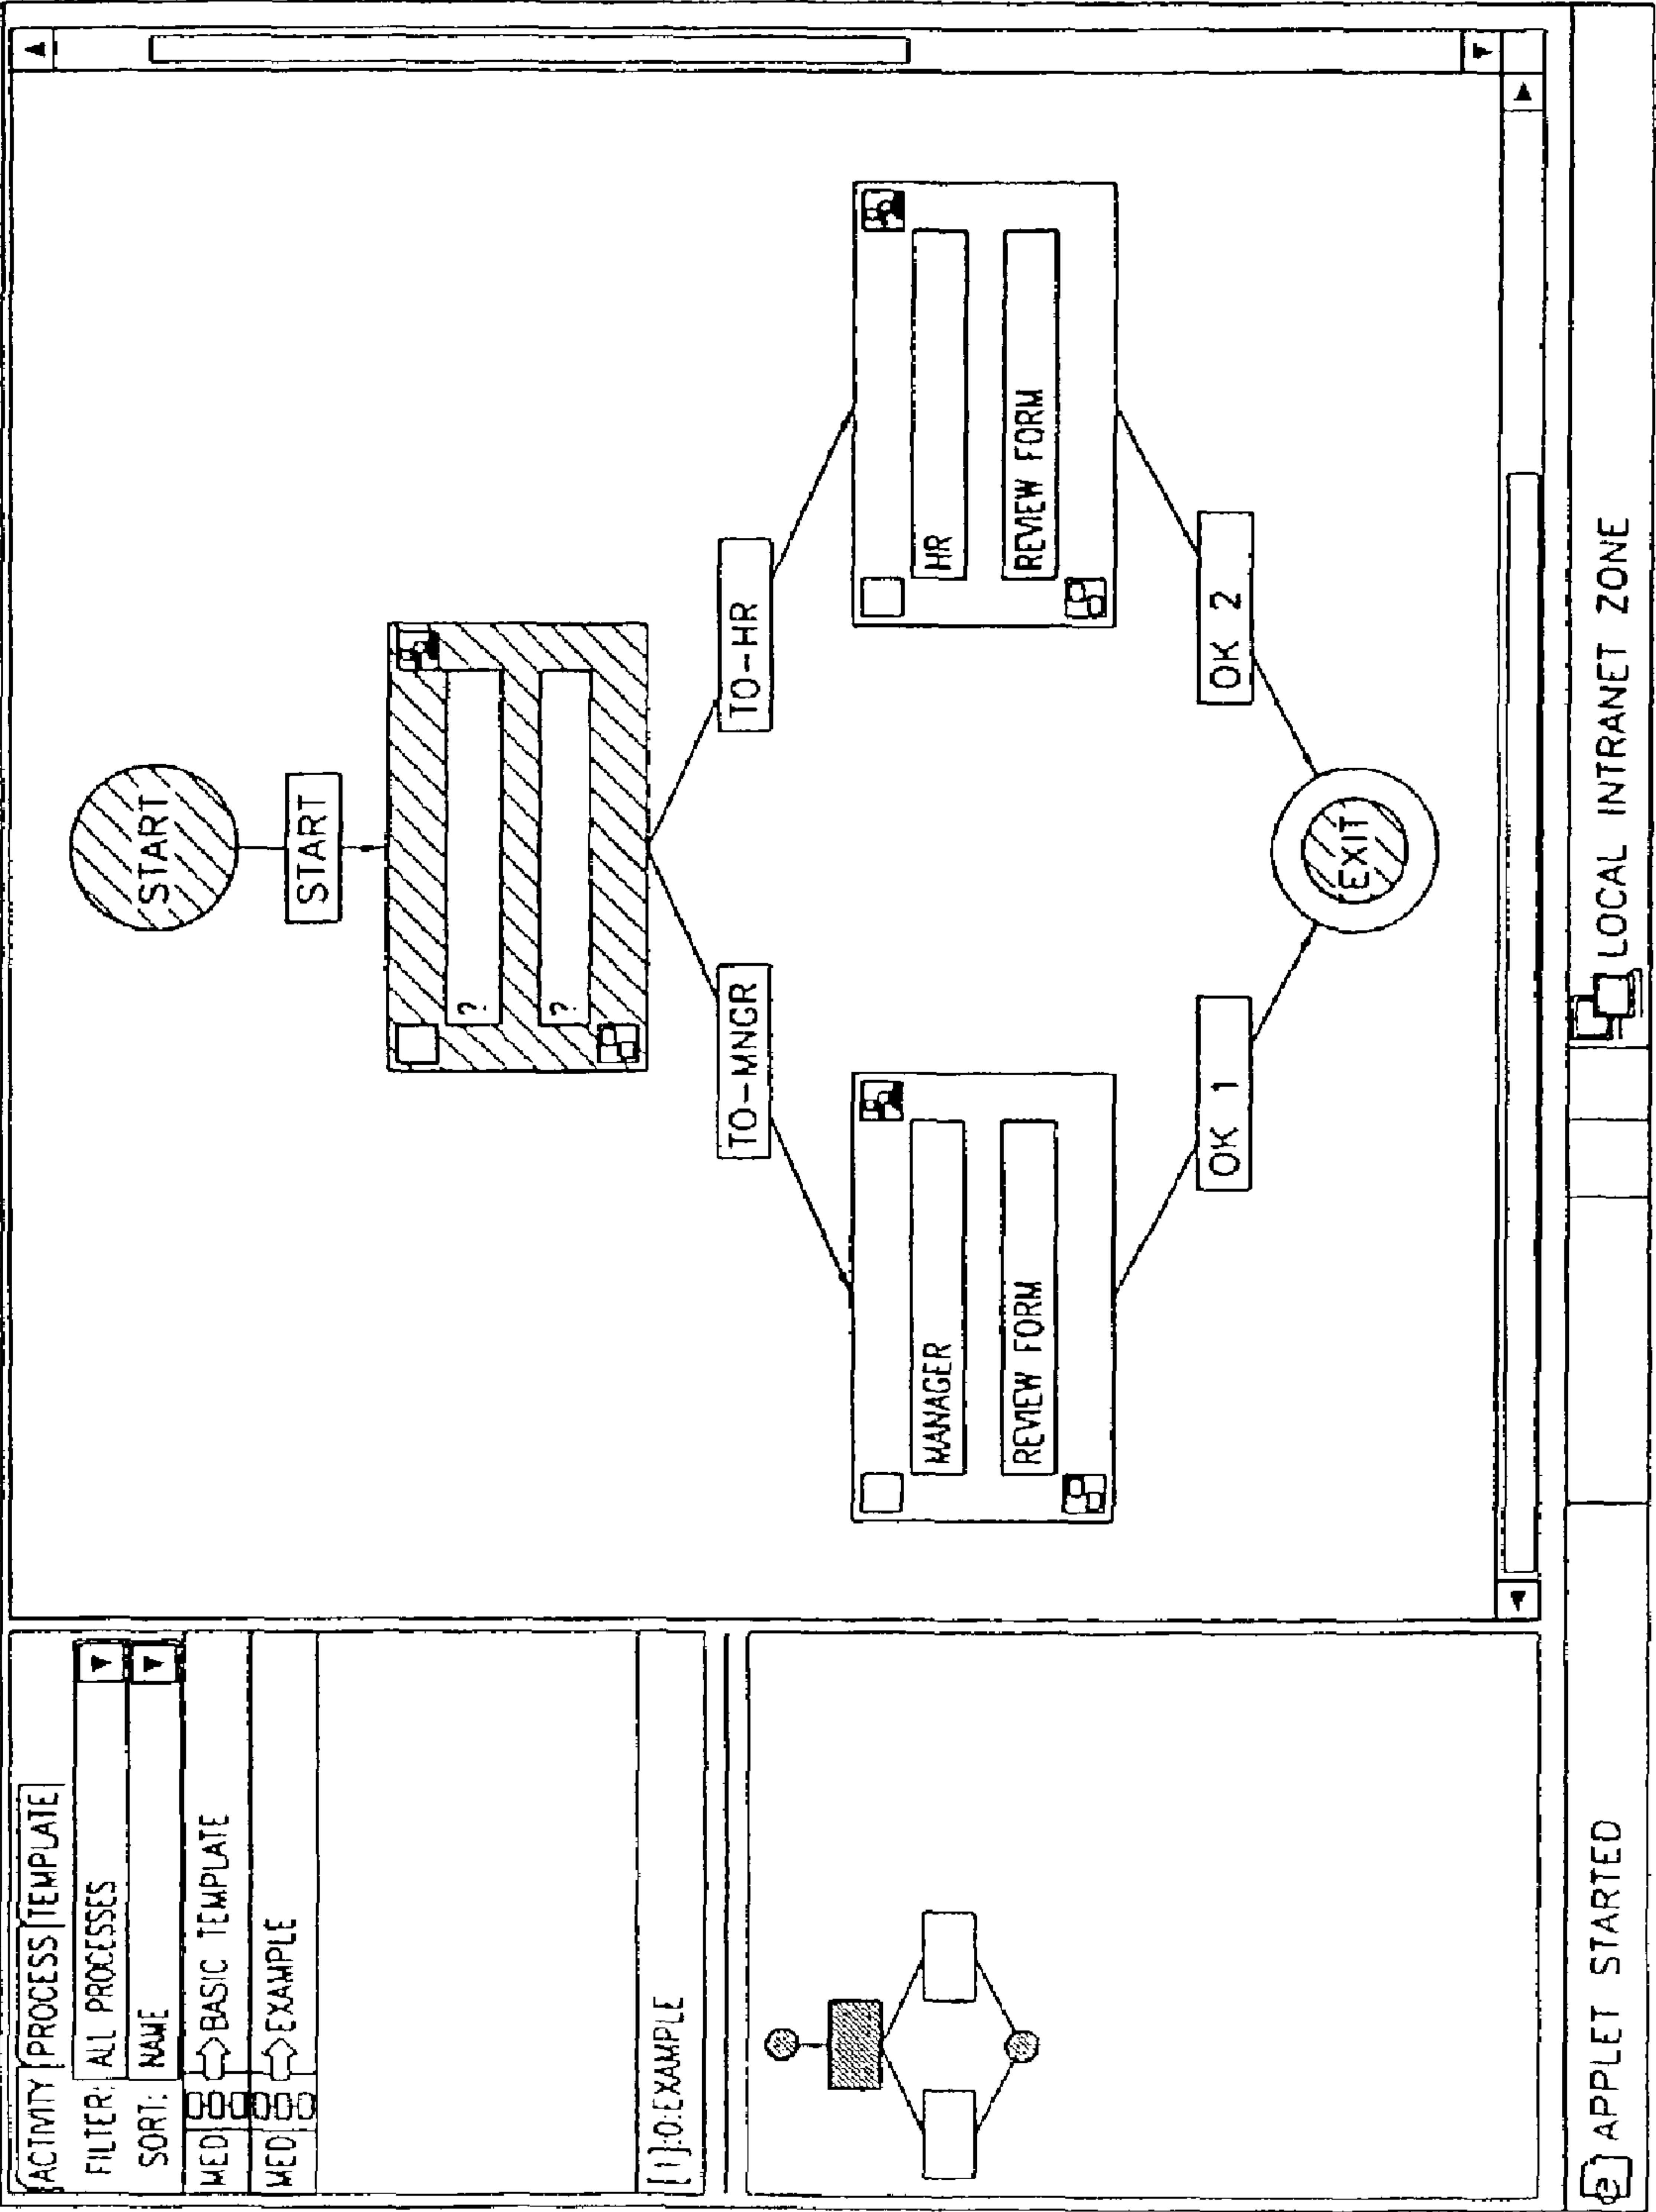 ACTIVITY PROCESS TEMPLATE
FILTER: ALL PROCESSES
SORT: NAME
MED BASIC TEMPLATE
MED EXAMPLE
[1]:0:EXAMPLE
START
START
?
?
TO-MNGR
TO-HR
MANAGER
REVIEW FORM
HR
REVIEW FORM
OK 1
OK 2
EXIT
e APPLET STARTED
LOCAL INTRANET ZONE